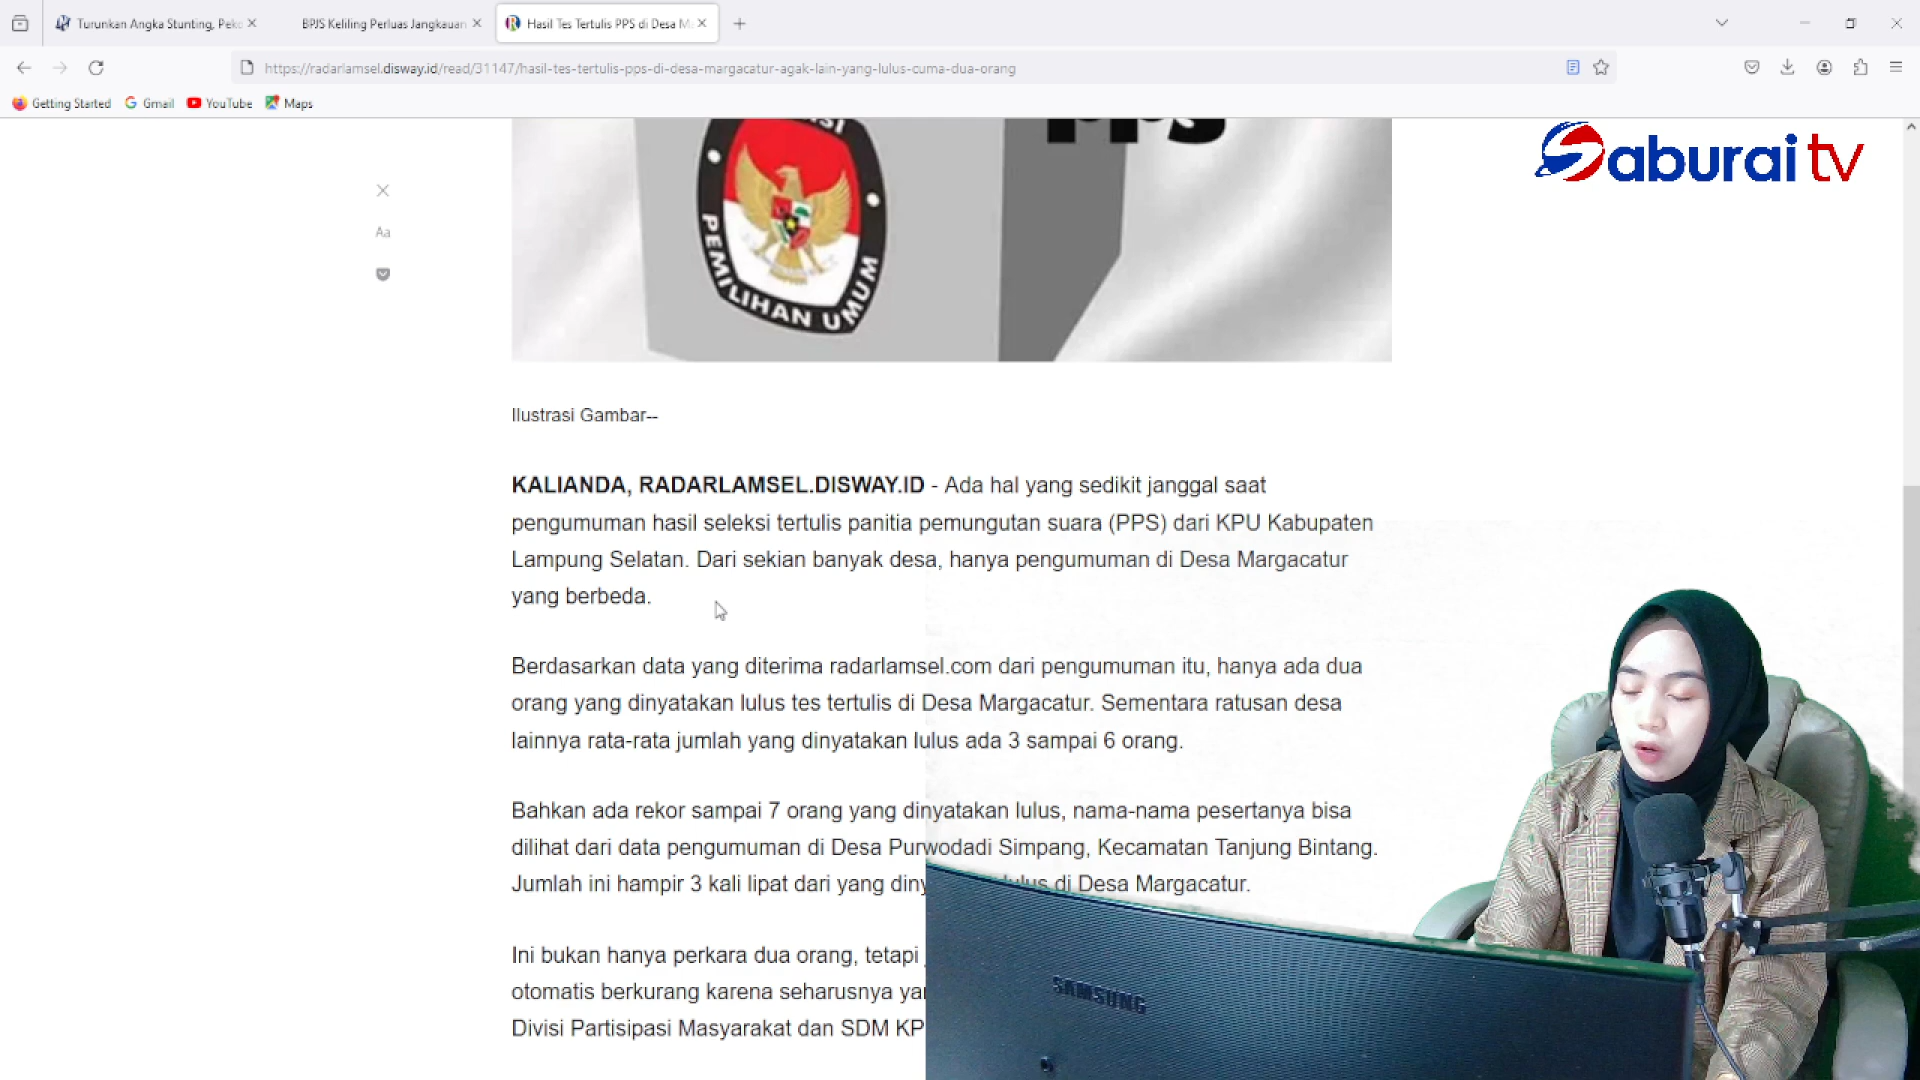 Turunkan Angka Stunting, Peko
BPJS Keliling Perluas Jangkauan
Hasil Tes Tertulis PPS di Desa M
https://radarlamsel.disway.id/read/31147/hasil-tes-tertulis-pps-di-desa-margacatur-agak-lain-yang-lulus-cuma-dua-orang
Getting Started
Gmail
YouTube
Maps
pps
Saburai tv
PEMILIHAN UMUM
Aa
Ilustrasi Gambar--
KALIANDA, RADARLAMSEL.DISWAY.ID - Ada hal yang sedikit janggal saat
pengumuman hasil seleksi tertulis panitia pemungutan suara (PPS) dari KPU Kabupaten
Lampung Selatan. Dari sekian banyak desa, hanya pengumuman di Desa Margacatur
yang berbeda.
Berdasarkan data yang diterima radarlamsel.com dari pengumuman itu, hanya ada dua
orang yang dinyatakan lulus tes tertulis di Desa Margacatur. Sementara ratusan desa
lainnya rata-rata jumlah yang dinyatakan lulus ada 3 sampai 6 orang.
Bahkan ada rekor sampai 7 orang yang dinyatakan lulus, nama-nama pesertanya bisa
dilihat dari data pengumuman di Desa Purwodadi Simpang, Kecamatan Tanjung Bintang.
Jumlah ini hampir 3 kali lipat dari yang diny lulus di Desa Margacatur.
Ini bukan hanya perkara dua orang, tetapi
otomatis berkurang karena seharusnya
Divisi Partisipasi Masyarakat dan SDM KP
SAMSUNG